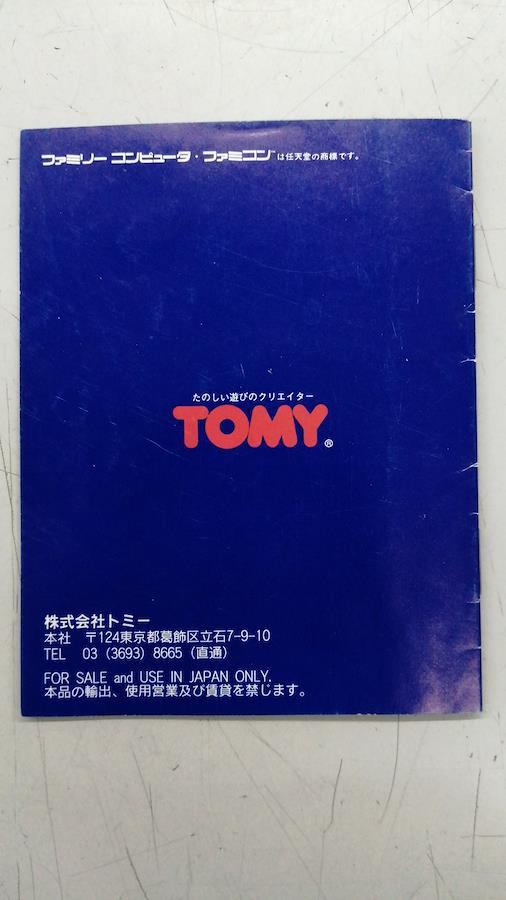 ファミリーコンピュータ・ファミコン™は任天堂の商標です。
たのしい遊びのクリエイター
TOMY®
株式会社トミー
本社 〒124東京都葛飾区立石7-9-10
TEL 03 (3693) 8665 (直通)
FOR SALE and USE IN JAPAN ONLY.
本品の輸出、使用営業及び賃貸を禁じます。